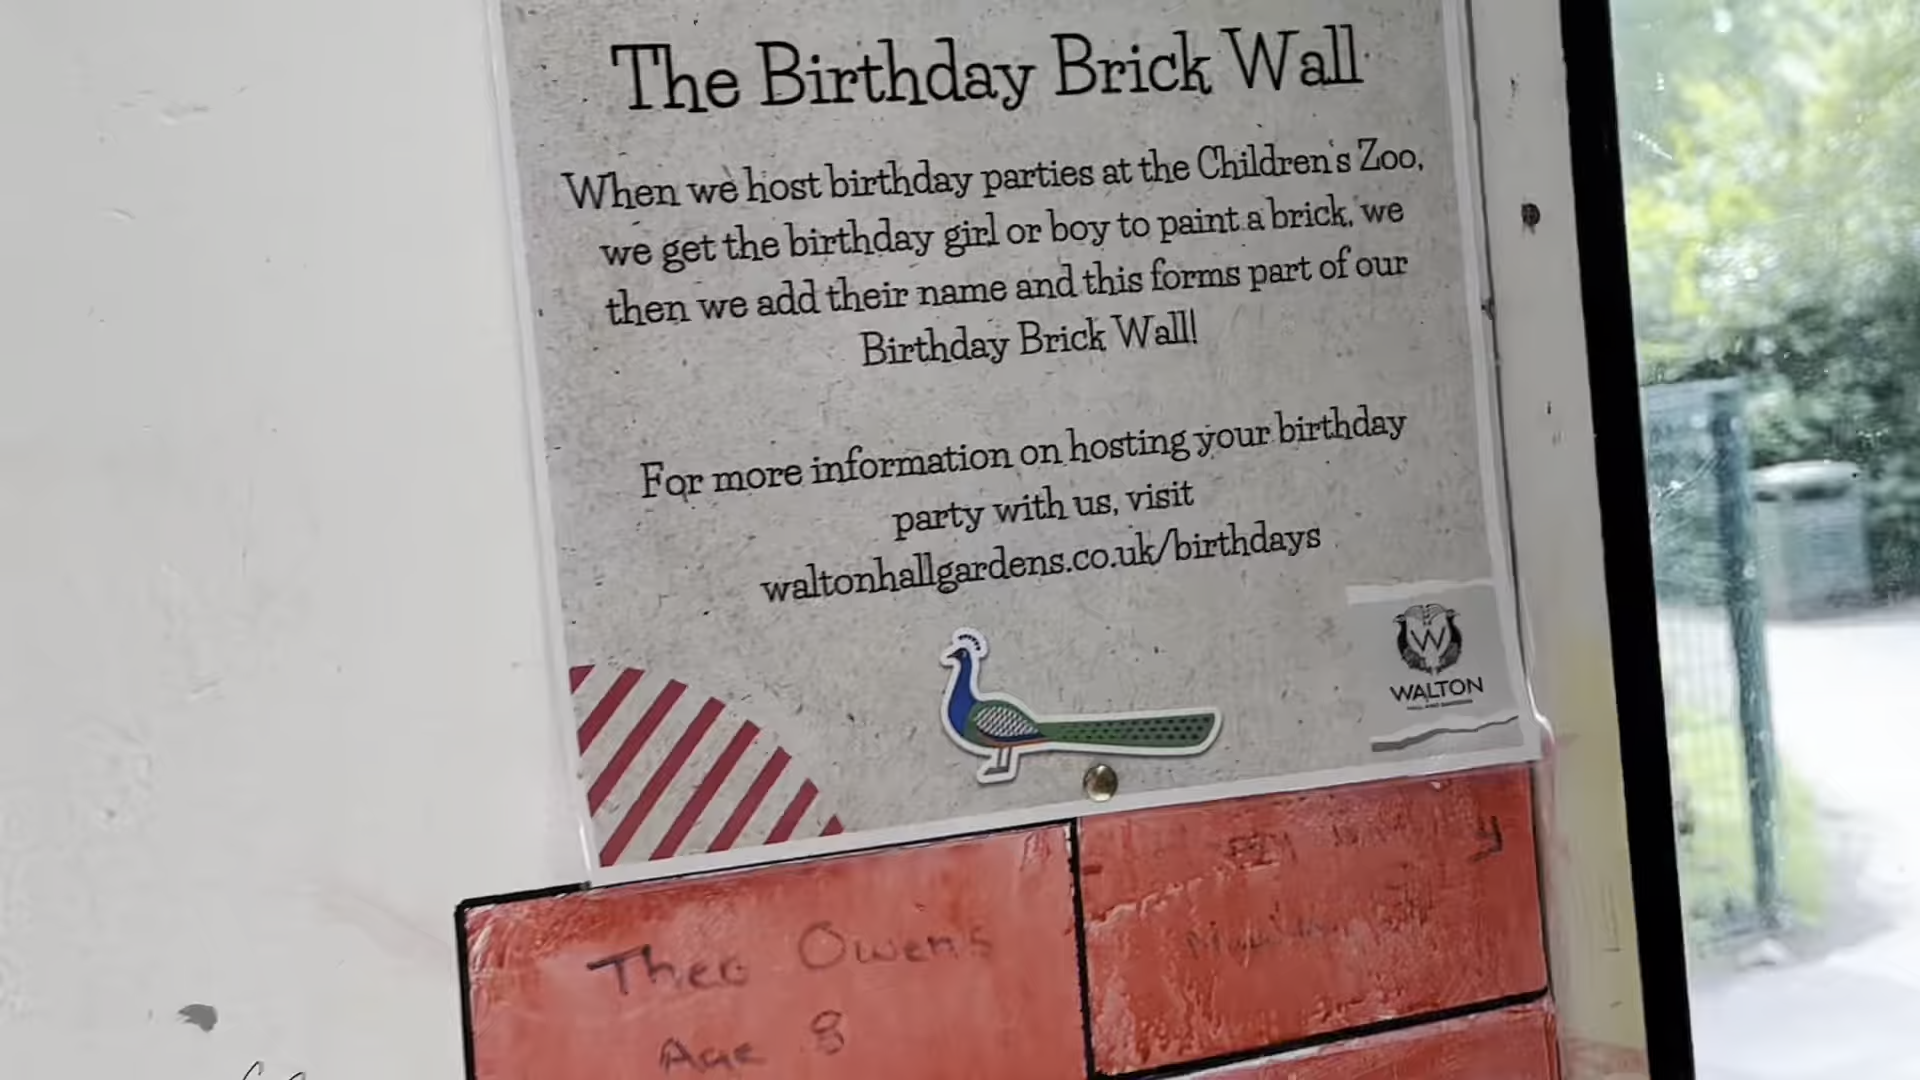 The Birthday Brick Wall
When we host birthday parties at the Children's Zoo,
we get the birthday girl or boy to paint a brick, we
then we add their name and this forms part of our
Birthday Brick Wall!
For more information on hosting your birthday
party with us, visit
waltonhallgardens.co.uk/birthdays
W
WALTON
HALL AND GARDENS
Theo Owens
Age 8